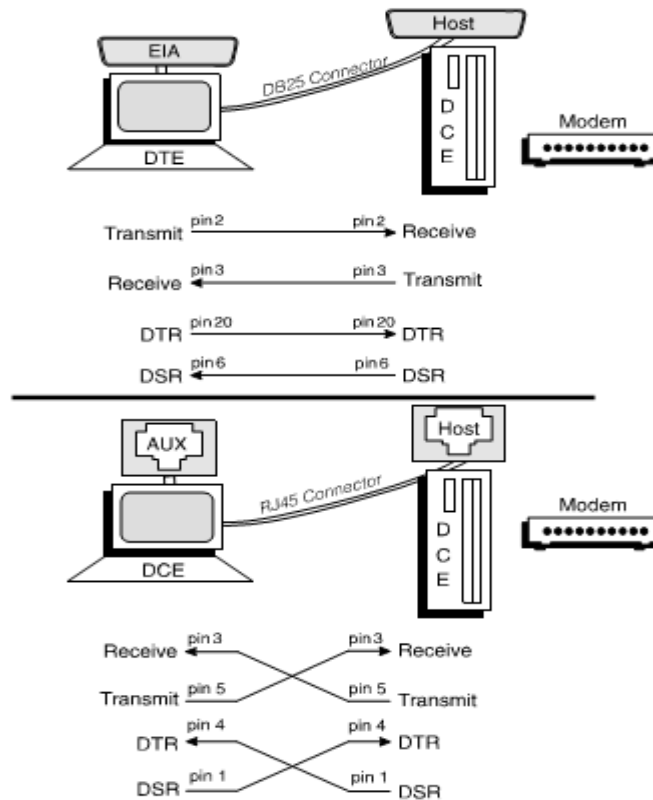 EIA
Host
DB25 Connector
D
C
E
Modem
DTE
Transmit pin 2 pin 2 Receive
Receive pin 3 pin 3 Transmit
DTR pin 20 pin 20 DTR
DSR pin 6 pin 6 DSR
AUX
Host
RJ45 Connector
D
C
E
Modem
DCE
Receive pin 3 pin 3 Receive
Transmit pin 5 pin 5 Transmit
DTR pin 4 pin 4 DTR
DSR pin 1 pin 1 DSR